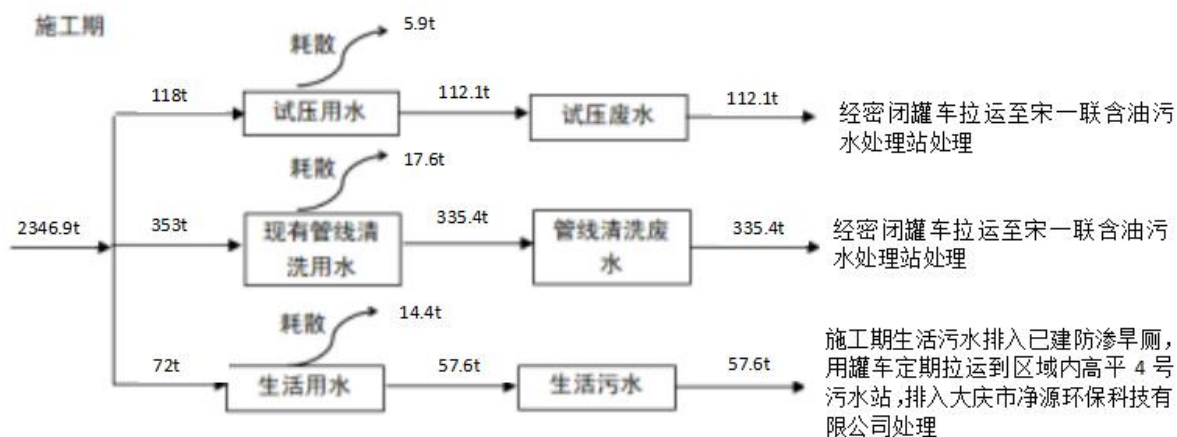 施工期
耗散
5.9t
118t
试压用水
112.1t
试压废水
112.1t
经密闭罐车拉运至宋一联含油污
水处理站处理
耗散
17.6t
2346.9t
353t
现有管线清
洗用水
335.4t
管线清洗废
水
335.4t
经密闭罐车拉运至宋一联含油污
水处理站处理
耗散
14.4t
72t
生活用水
57.6t
生活污水
57.6t
施工期生活污水排入已建防渗旱厕，
用罐车定期拉运到区域内高平 4 号
污水站，排入大庆市净源环保科技有
限公司处理